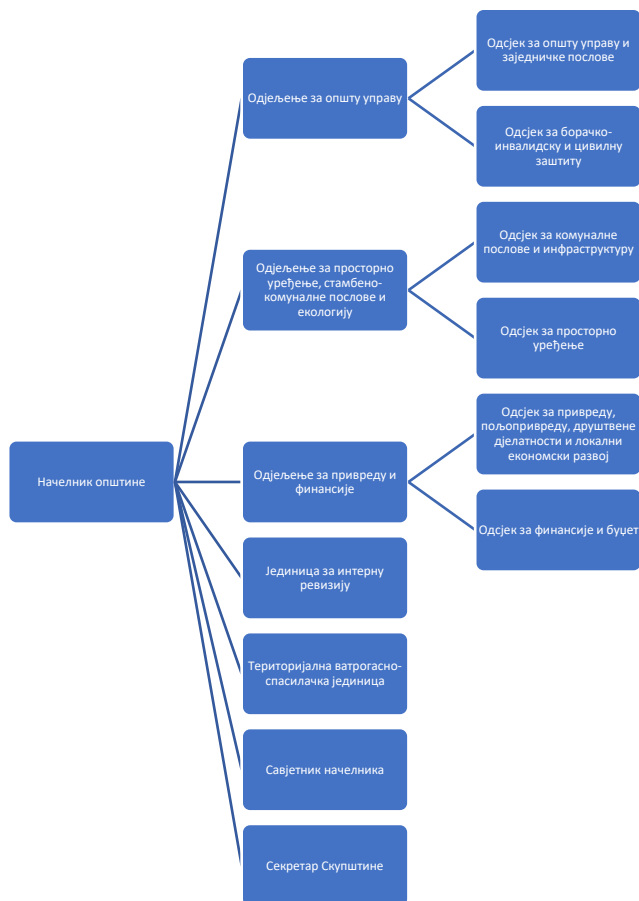 Начелник општине
Одјељење за општу управу
Одсјек за општу управу и
заједничке послове
Одсјек за борачко-
инвалидску и цивилну
заштиту
Одјељење за просторно
уређење, стамбено-
комуналне послове и
екологију
Одсјек за комуналне
послове и инфраструктуру
Одсјек за просторно
уређење
Одјељење за привреду и
финансије
Одсјек за привреду,
пољопривреду, друштвене
дјелатности и локални
економски развој
Одсјек за финансије и буџет
Јединица за интерну
ревизију
Територијална ватрогасно-
спасилачка јединица
Савјетник начелника
Секретар Скупштине